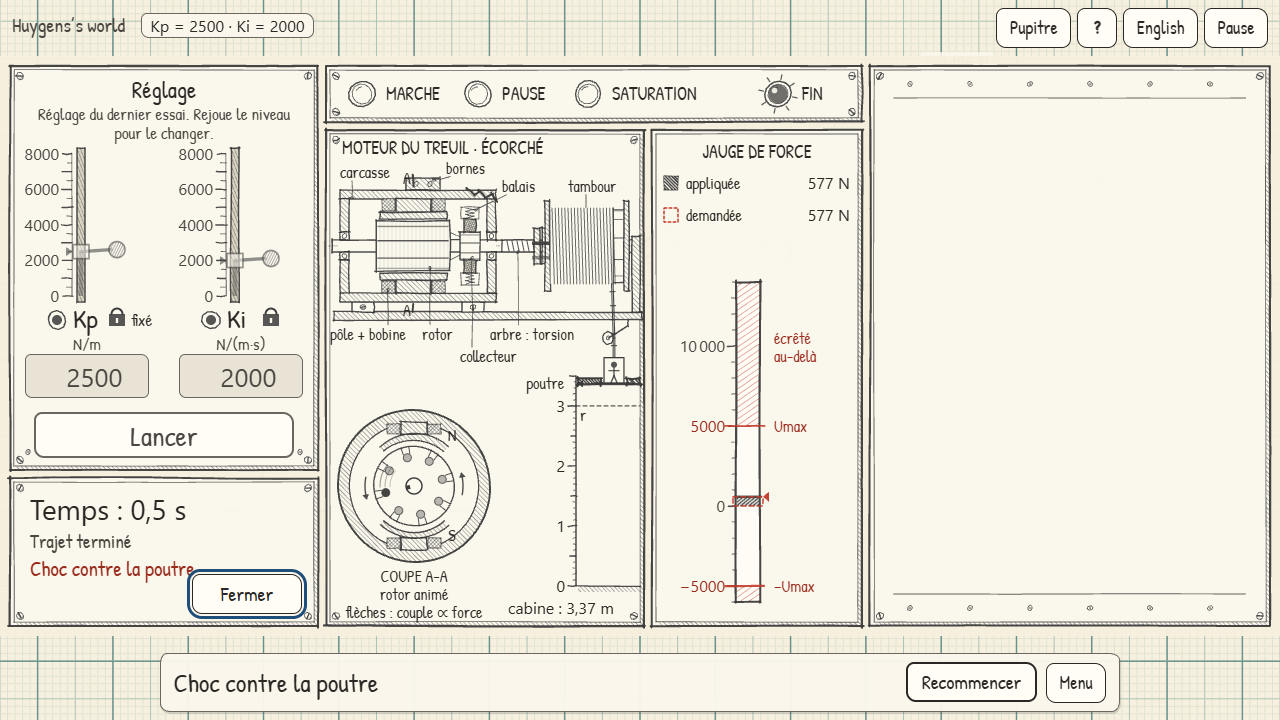 Huygens's world
Kp = 2500 · Ki = 2000
Pupitre
?
English
Pause
Réglage
Réglage du dernier essai. Rejoue le niveau
pour le changer.
8000
6000
4000
2000
0
8000
6000
4000
2000
0
Kp
fixé
Ki
N/m
N/(m·s)
2500
2000
Lancer
Temps : 0,5 s
Trajet terminé
Choc contre la poutre
Fermer
MARCHE
PAUSE
SATURATION
FIN
MOTEUR DU TREUIL · ÉCORCHÉ
carcasse
A
bornes
balais
tambour
A
pôle + bobine
rotor
arbre : torsion
collecteur
poutre
3
r
2
1
0
N
S
COUPE A–A
rotor animé
flèches : couple ∝ force
cabine : 3,37 m
JAUGE DE FORCE
appliquée
577 N
demandée
577 N
10 000
écrêté
au-delà
5000
Umax
0
−5000
−Umax
Choc contre la poutre
Recommencer
Menu